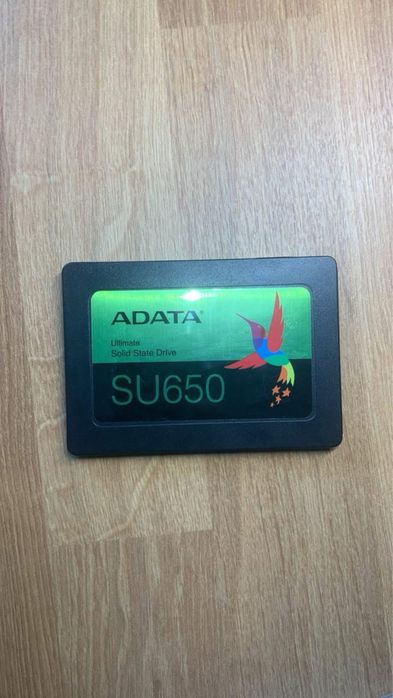 ADATA
Ultimate
Solid State Drive
SU650